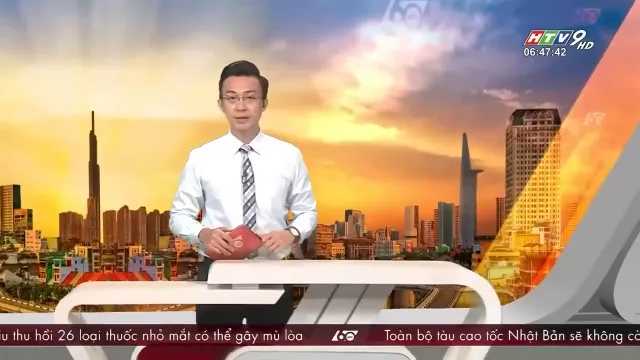 HTV9 HD
06:47:42
thu hồi 26 loại thuốc nhỏ mắt có thể gây mù lòa
60
Toàn bộ tàu cao tốc Nhật Bản sẽ không